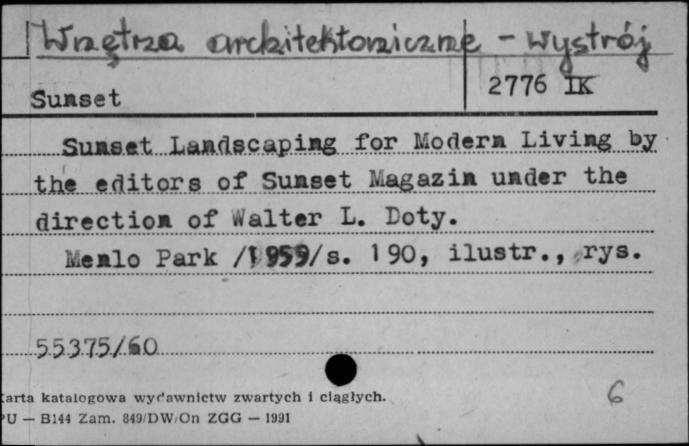 Wnętrza architektoniczne - wystrój
Sunset
2776 IK
Sunset Landscaping for Modern Living by
the editors of Sunset Magazin under the
direction of Walter L. Doty.
Menlo Park /1959/s. 190, ilustr., rys.
55375/60
Karta katalogowa wydawnictw zwartych i ciągłych.
6
PU — B144 Zam. 849/DW/On ZGG — 1991